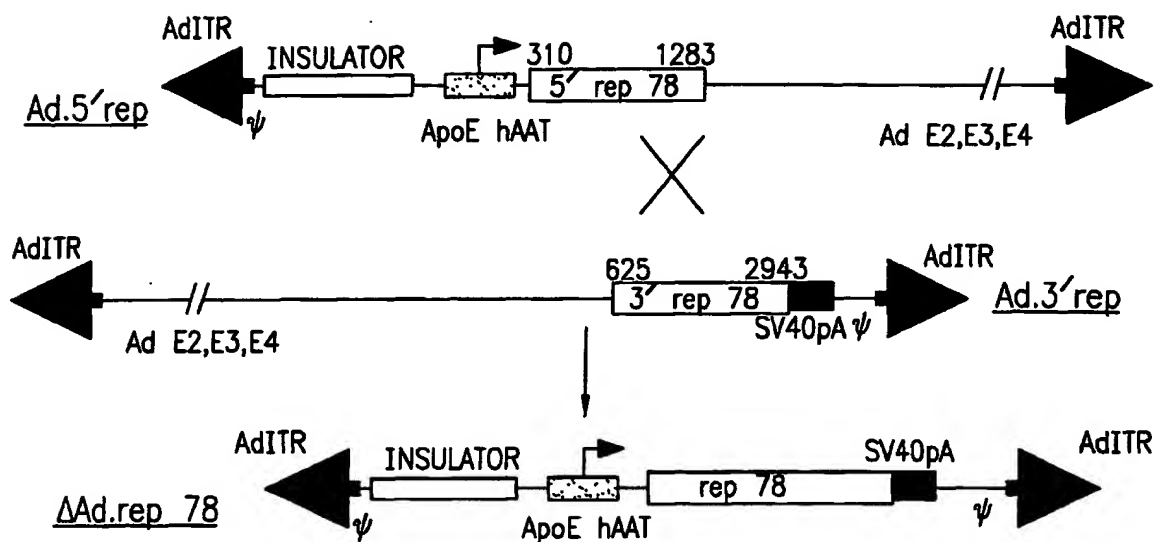 AdITR
AdITR
INSULATOR
310 1283
5′ rep 78
Ad.5′rep
ψ
ApoE hAAT
Ad E2,E3,E4
AdITR
AdITR
625 2943
3′ rep 78
Ad.3′rep
SV40pA ψ
Ad E2,E3,E4
AdITR
AdITR
INSULATOR
SV40pA
rep 78
ΔAd.rep 78
ψ
ψ
ApoE hAAT